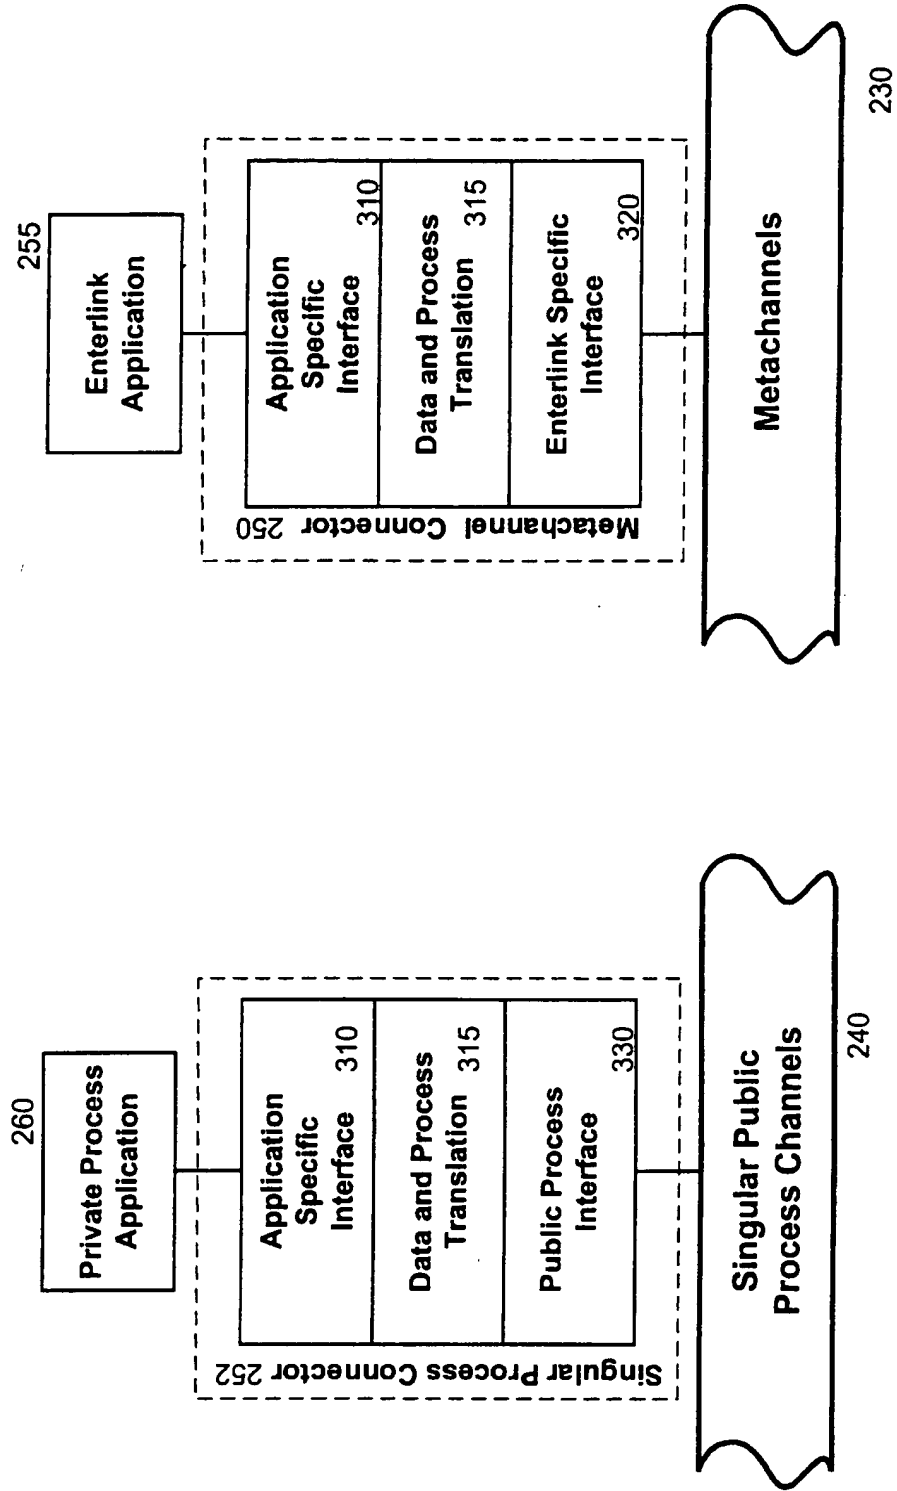 260
Private Process
Application
Singular Process Connector 252
Application
Specific
Interface
310
Data and Process
Translation
315
Public Process
Interface
330
Singular Public
Process Channels
240
255
Enterlink
Application
Metachannel Connector 250
Application
Specific
Interface
310
Data and Process
Translation
315
Enterlink Specific
Interface
320
Metachannels
230